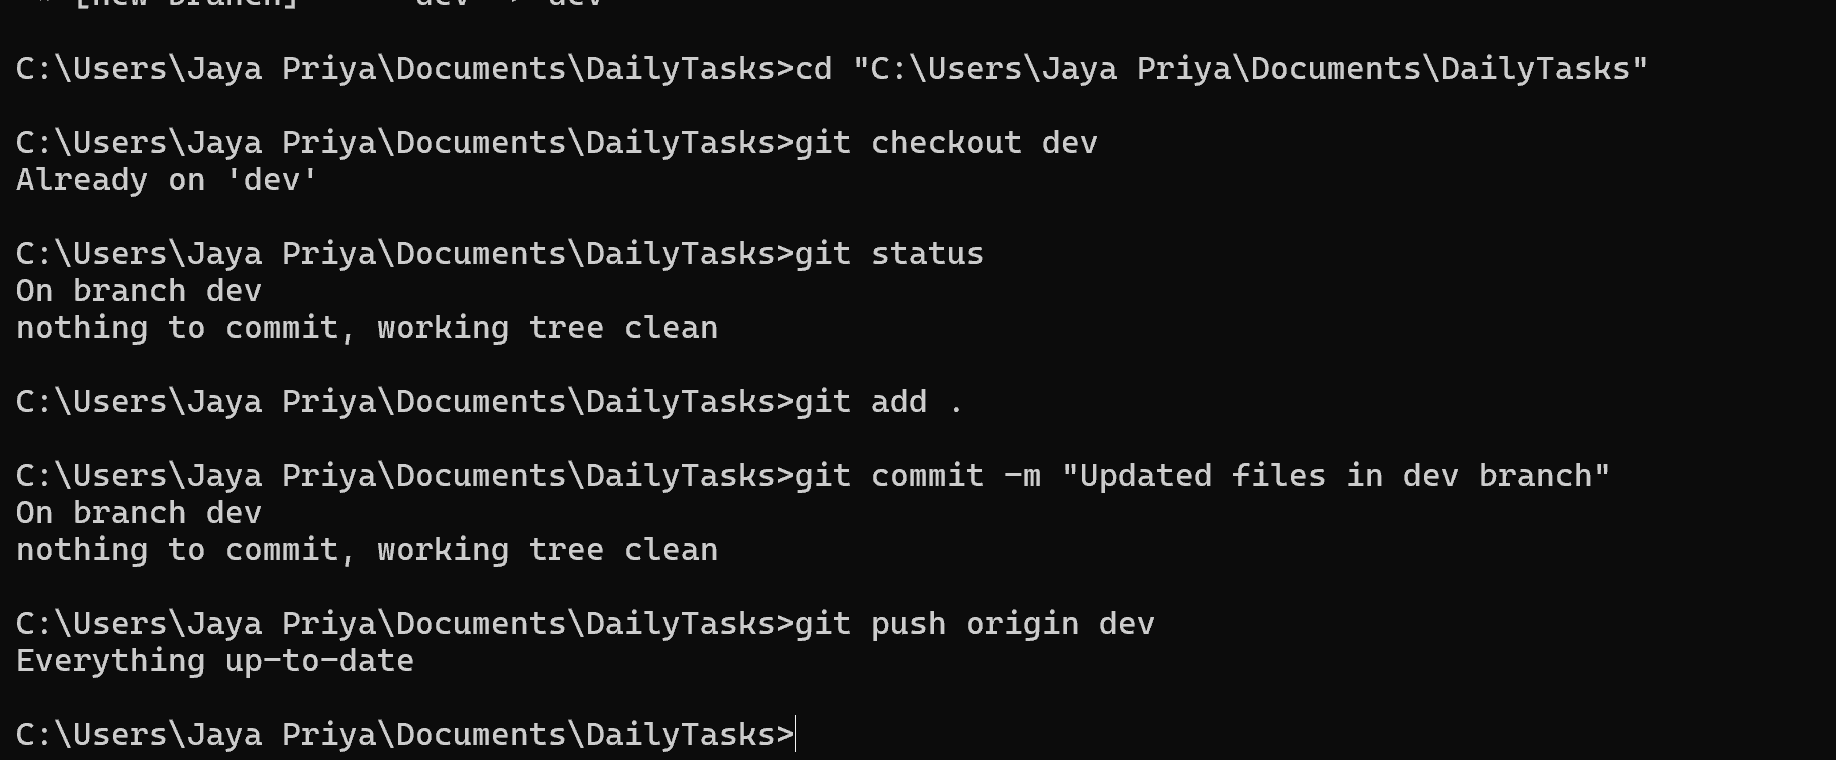 * [new branch]      dev -> dev
C:\Users\Jaya Priya\Documents\DailyTasks>cd "C:\Users\Jaya Priya\Documents\DailyTasks"
C:\Users\Jaya Priya\Documents\DailyTasks>git checkout dev
Already on 'dev'
C:\Users\Jaya Priya\Documents\DailyTasks>git status
On branch dev
nothing to commit, working tree clean
C:\Users\Jaya Priya\Documents\DailyTasks>git add .
C:\Users\Jaya Priya\Documents\DailyTasks>git commit -m "Updated files in dev branch"
On branch dev
nothing to commit, working tree clean
C:\Users\Jaya Priya\Documents\DailyTasks>git push origin dev
Everything up-to-date
C:\Users\Jaya Priya\Documents\DailyTasks>